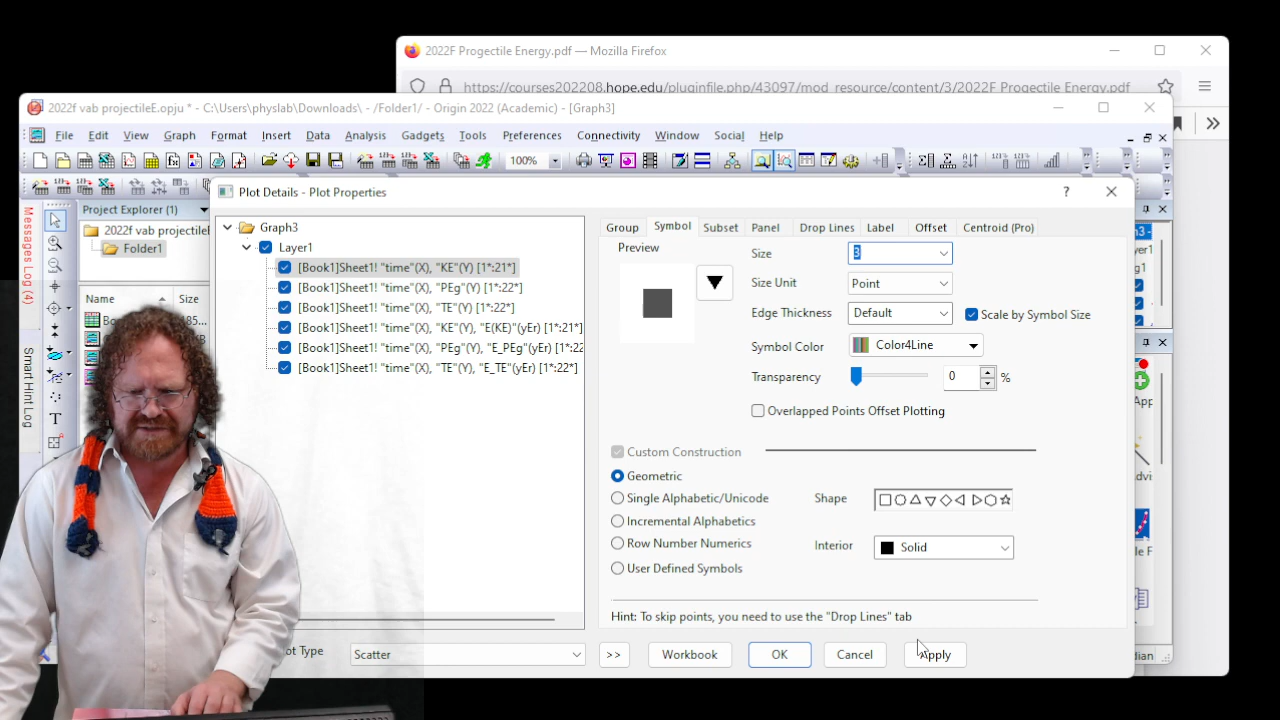 2022F Progectile Energy.pdf — Mozilla Firefox
https://courses202208.hope.edu/pluginfile.php/43097/mod_resource/content/3/2022F Progectile Energy.pdf
2022f vab projectileE.opju * - C:\Users\physlab\Downloads\ - /Folder1/ - Origin 2022 (Academic) - [Graph3]
File Edit View Graph Format Insert Data Analysis Gadgets Tools Preferences Connectivity Window Social Help
100%
Plot Details - Plot Properties
Messages Log (4)
Smart Hint Log
Project Explorer (1)
2022f vab projectileI
Folder1
Name Size
Graph3
Layer1
[Book1]Sheet1! "time"(X), "KE"(Y) [1*:21*]
[Book1]Sheet1! "time"(X), "PEg"(Y) [1*:22*]
[Book1]Sheet1! "time"(X), "TE"(Y) [1*:22*]
[Book1]Sheet1! "time"(X), "KE"(Y), "E(KE)"(yEr) [1*:21*]
[Book1]Sheet1! "time"(X), "PEg"(Y), "E_PEg"(yEr) [1*:22
[Book1]Sheet1! "time"(X), "TE"(Y), "E_TE"(yEr) [1*:22*]
Group Symbol Subset Panel Drop Lines Label Offset Centroid (Pro)
Preview
Size 3
Size Unit Point
Edge Thickness Default Scale by Symbol Size
Symbol Color Color4Line
Transparency 0 %
Overlapped Points Offset Plotting
Custom Construction
Geometric
Single Alphabetic/Unicode
Incremental Alphabetics
Row Number Numerics
User Defined Symbols
Shape
Interior Solid
Hint: To skip points, you need to use the "Drop Lines" tab
ot Type Scatter >> Workbook OK Cancel Apply